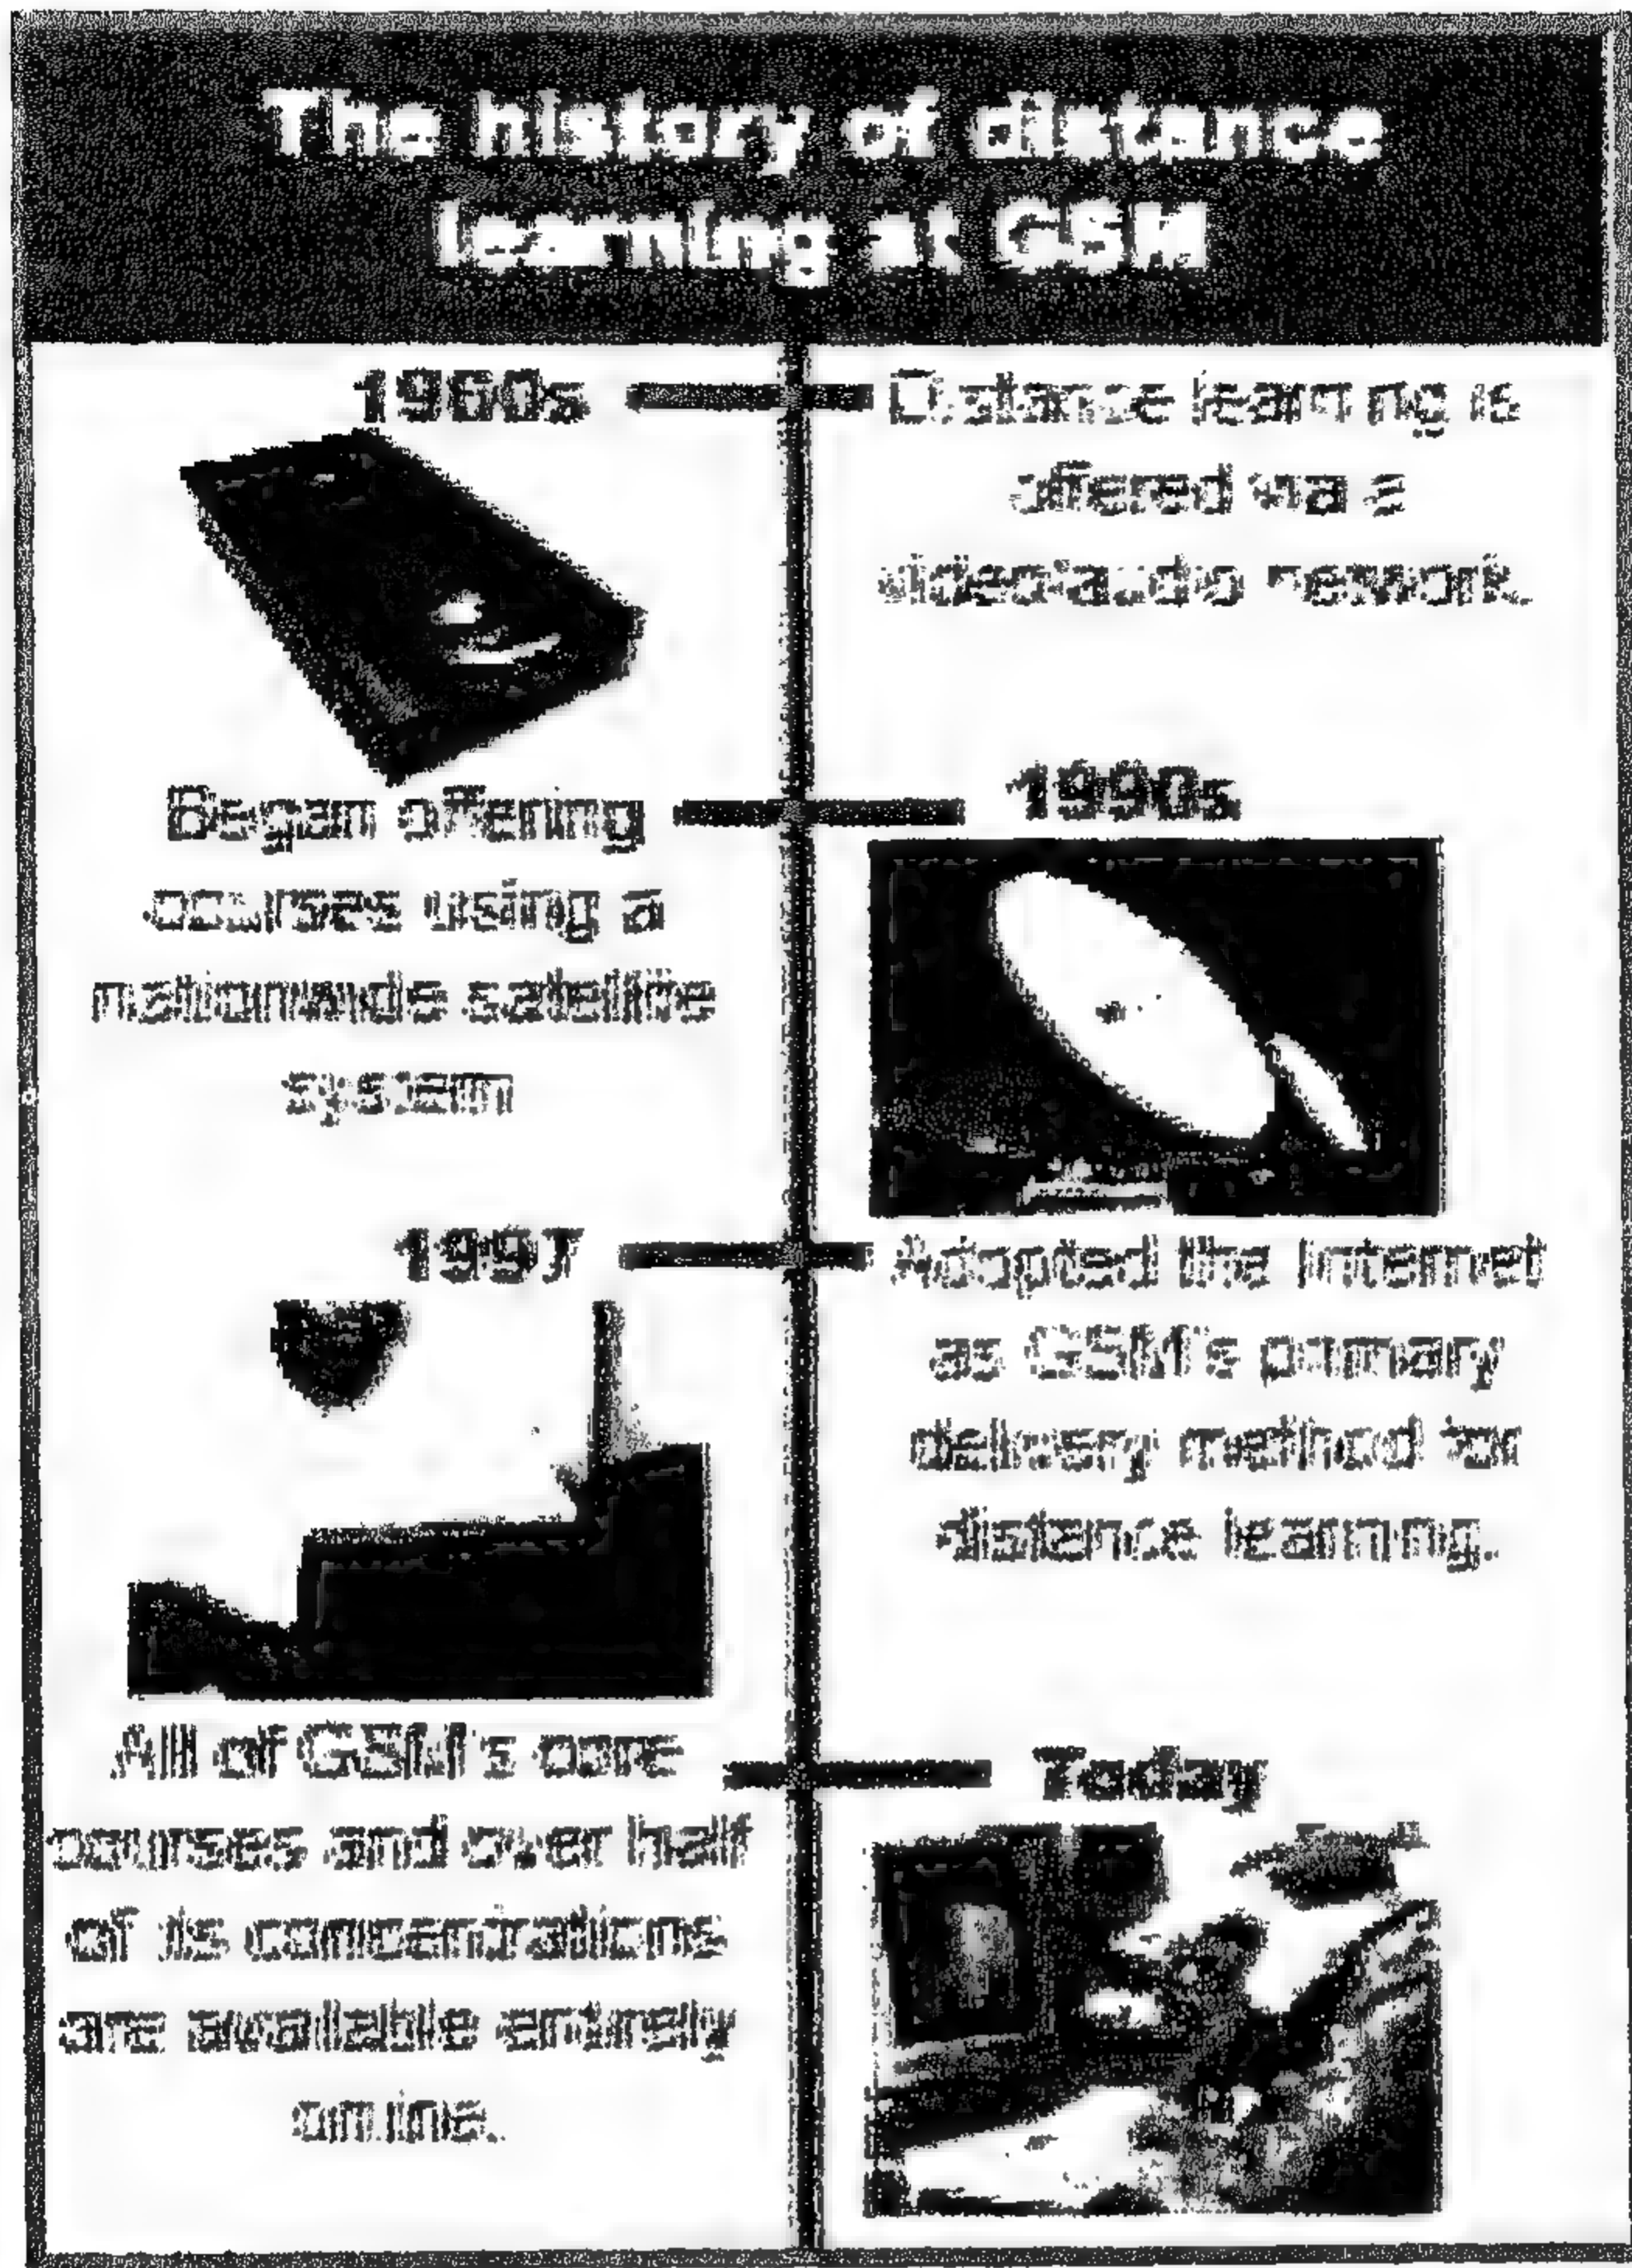 The history of distance
learning at GSM
1960s
Distance learning is
offered via a
video/audio network.
1990s
Began offering
courses using a
nationwide satellite
system
1997
Adopted the Internet
as GSM's primary
delivery method for
distance learning.
Today
All of GSM's core
courses and over half
of its concentrations
are available entirely
online.